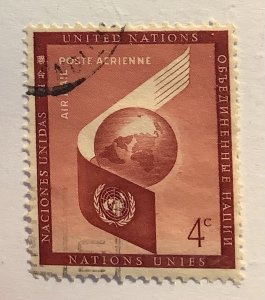 UNITED NATIONS
POSTE AERIENNE
AIR MAIL
NACIONES UNIDAS
ОБЪЕДИНЕННЫЕ НАЦИИ
4c
NATIONS UNIES